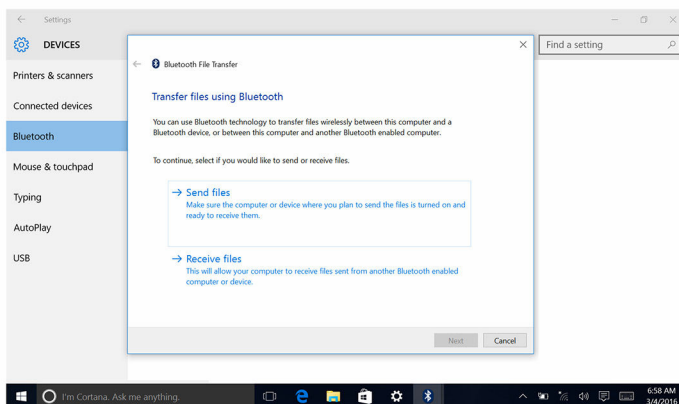 Settings
DEVICES
Find a setting
Printers & scanners
Connected devices
Bluetooth
Mouse & touchpad
Typing
AutoPlay
USB
Bluetooth File Transfer
Transfer files using Bluetooth
You can use Bluetooth technology to transfer files wirelessly between this computer and a
Bluetooth device, or between this computer and another Bluetooth enabled computer.
To continue, select if you would like to send or receive files.
Send files
Make sure the computer or device where you plan to send the files is turned on and
ready to receive them.
Receive files
This will allow your computer to receive files sent from another Bluetooth enabled
computer or device.
Next
Cancel
I'm Cortana. Ask me anything.
6:58 AM
3/4/2016